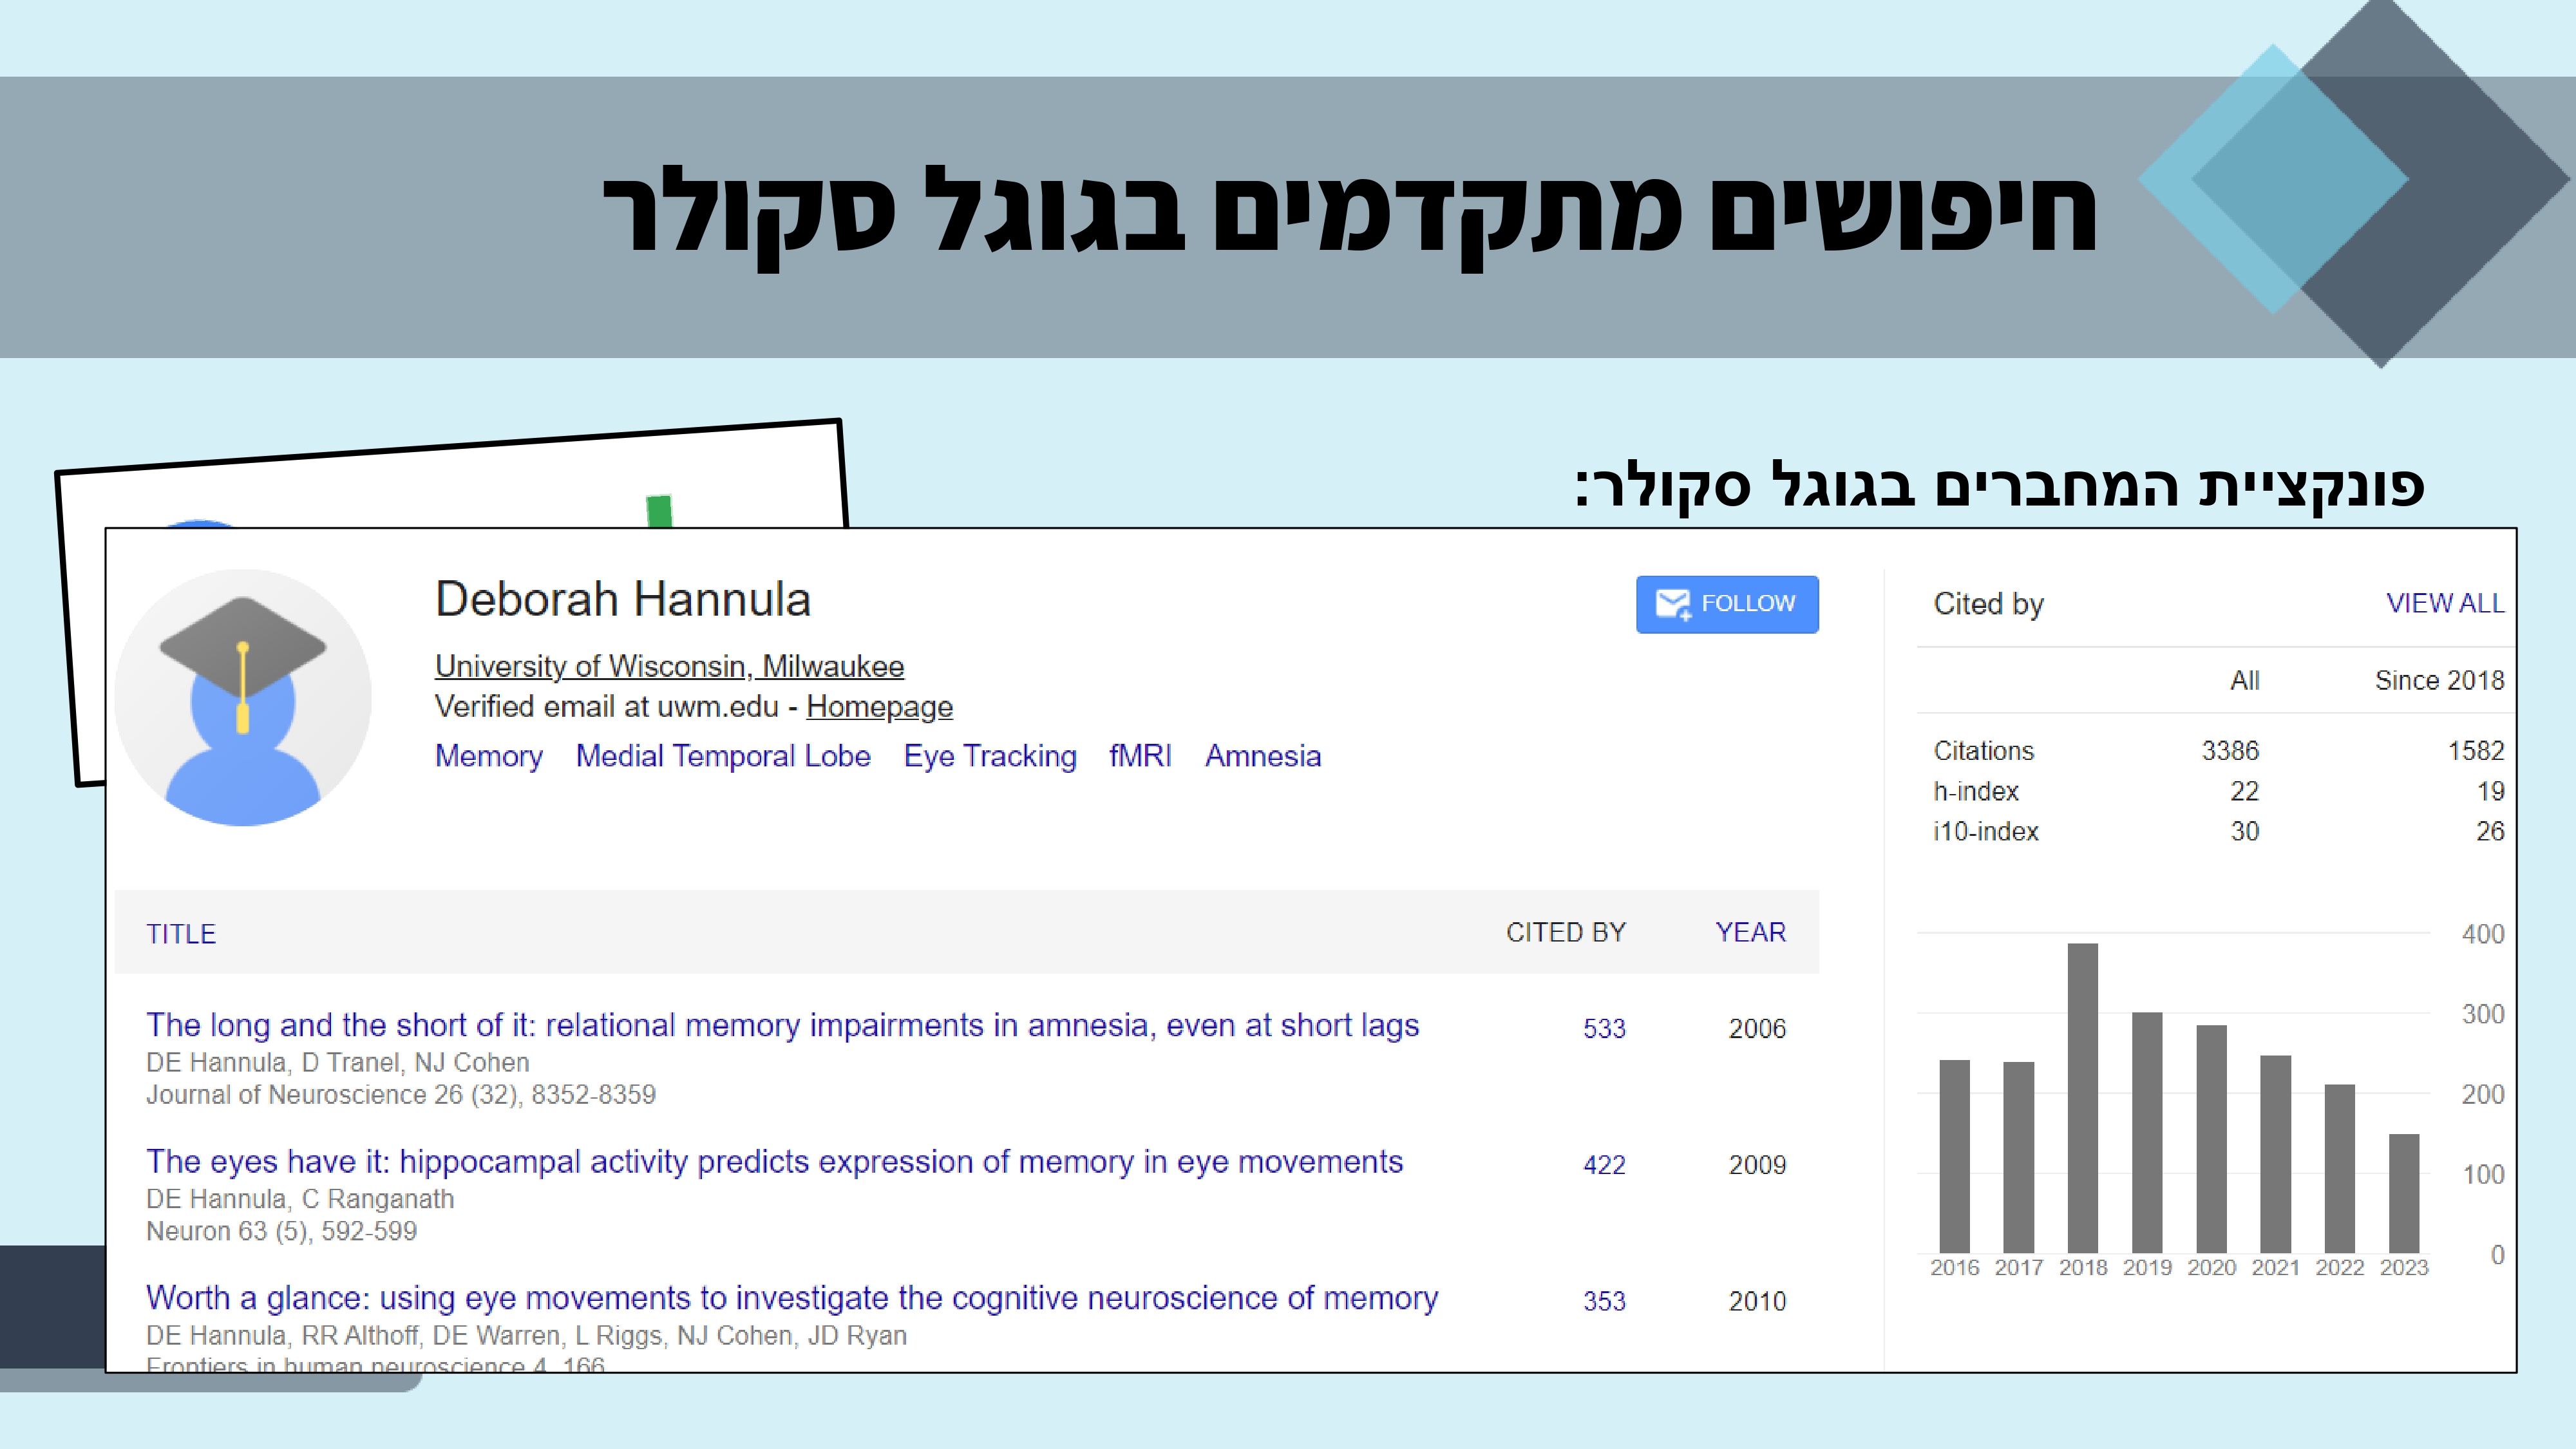 חיפושים מתקדמים בגוגל סקולר
פונקציית המחברים בגוגל סקולר:
Deborah Hannula
FOLLOW
University of Wisconsin, Milwaukee
Verified email at uwm.edu - Homepage
Memory Medial Temporal Lobe Eye Tracking fMRI Amnesia
TITLE CITED BY YEAR
The long and the short of it: relational memory impairments in amnesia, even at short lags 533 2006
DE Hannula, D Tranel, NJ Cohen
Journal of Neuroscience 26 (32), 8352-8359
The eyes have it: hippocampal activity predicts expression of memory in eye movements 422 2009
DE Hannula, C Ranganath
Neuron 63 (5), 592-599
Worth a glance: using eye movements to investigate the cognitive neuroscience of memory 353 2010
DE Hannula, RR Althoff, DE Warren, L Riggs, NJ Cohen, JD Ryan
Frontiers in human neuroscience 4, 166
Cited by VIEW ALL
All Since 2018
Citations 3386 1582
h-index 22 19
i10-index 30 26
400
300
200
100
0
2016 2017 2018 2019 2020 2021 2022 2023